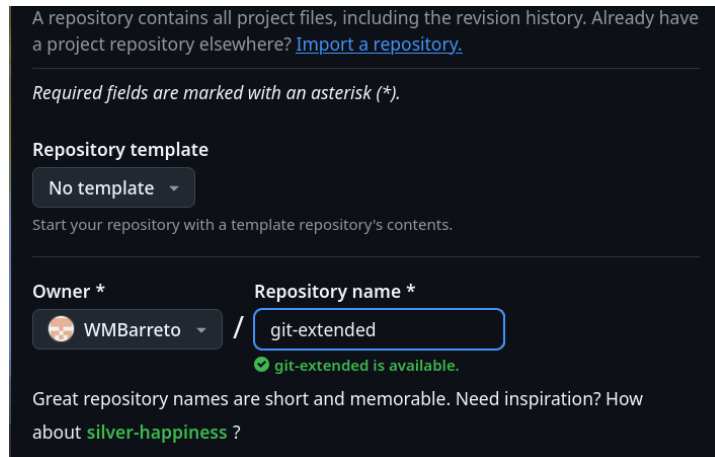 A repository contains all project files, including the revision history. Already have
a project repository elsewhere? Import a repository.
Required fields are marked with an asterisk (*).
Repository template
No template
Start your repository with a template repository's contents.
Owner *
Repository name *
WMBarreto
/
git-extended
git-extended is available.
Great repository names are short and memorable. Need inspiration? How
about silver-happiness ?